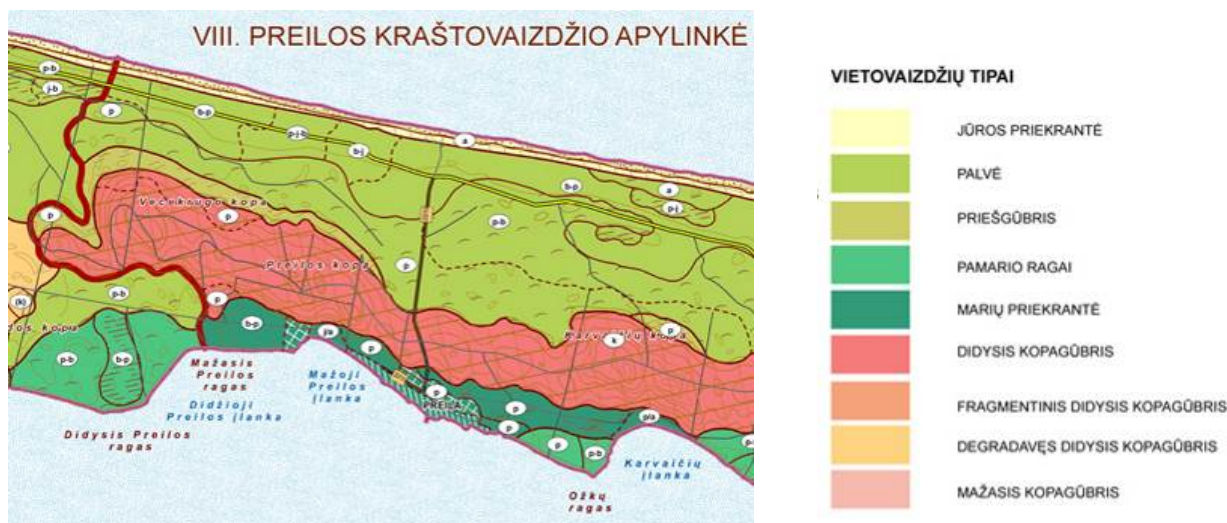 VIII. PREILOS KRAŠTOVAIZDŽIO APYLINKĖ
p-b
j-b
p
b-p
p-j-b
b-j
a
b-p
a
p-j
p-b
Vecekrugo kopa
p
p
Preilos kopa
p
(k)
p-b
dos kopa
p
Karvaičių kopa
p
k
b-p
j/a
p
p-b
b-p
Mažasis
Preilos
ragas
Didžioji
Preilos įlanka
Mažoji
Preilos
įlanka
Didysis Preilos
ragas
p
PREILA
p
p
p
p-b
p/a
Karvaičių
įlanka
Ožkų
ragas
VIETOVAIZDŽIŲ TIPAI
JŪROS PRIEKRANTĖ
PALVĖ
PRIEŠGŪBRIS
PAMARIO RAGAI
MARIŲ PRIEKRANTĖ
DIDYSIS KOPAGŪBRIS
FRAGMENTINIS DIDYSIS KOPAGŪBRIS
DEGRADAVĘS DIDYSIS KOPAGŪBRIS
MAŽASIS KOPAGŪBRIS